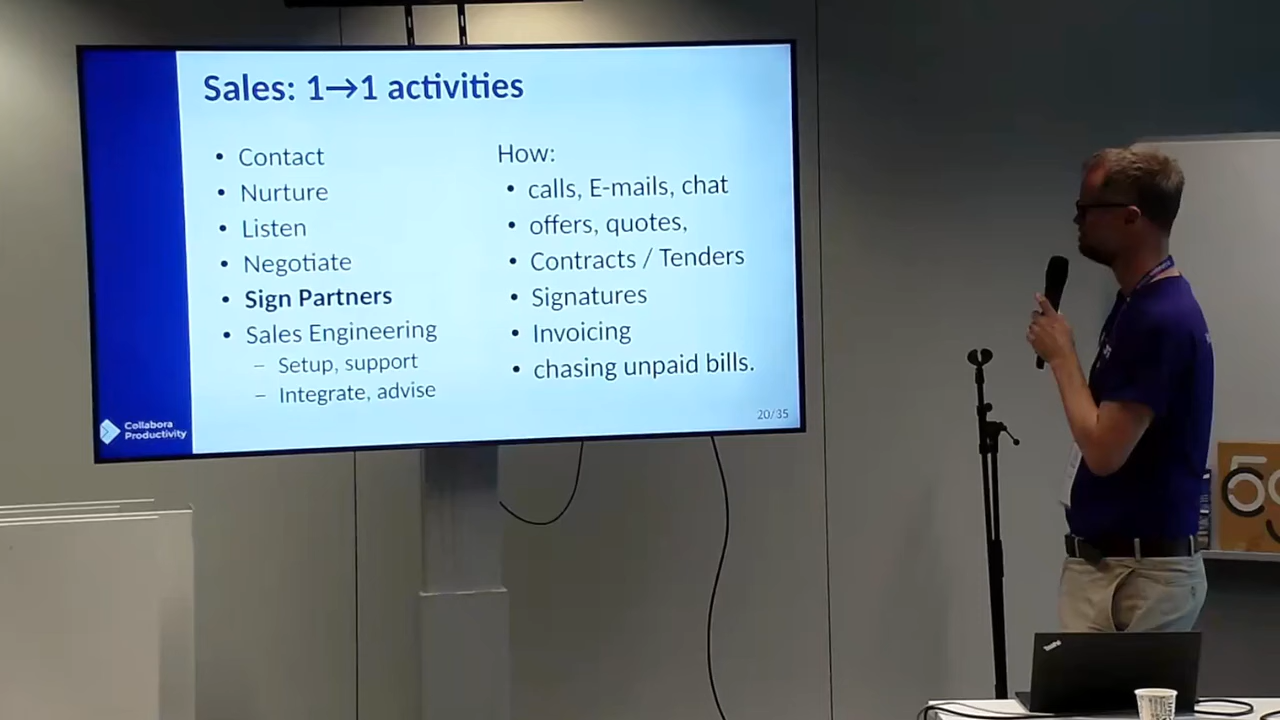 Sales: 1→1 activities
• Contact
• Nurture
• Listen
• Negotiate
• Sign Partners
• Sales Engineering
– Setup, support
– Integrate, advise
How:
• calls, E-mails, chat
• offers, quotes,
• Contracts / Tenders
• Signatures
• Invoicing
• chasing unpaid bills.
20/35
Collabora
Productivity
ThinkPad